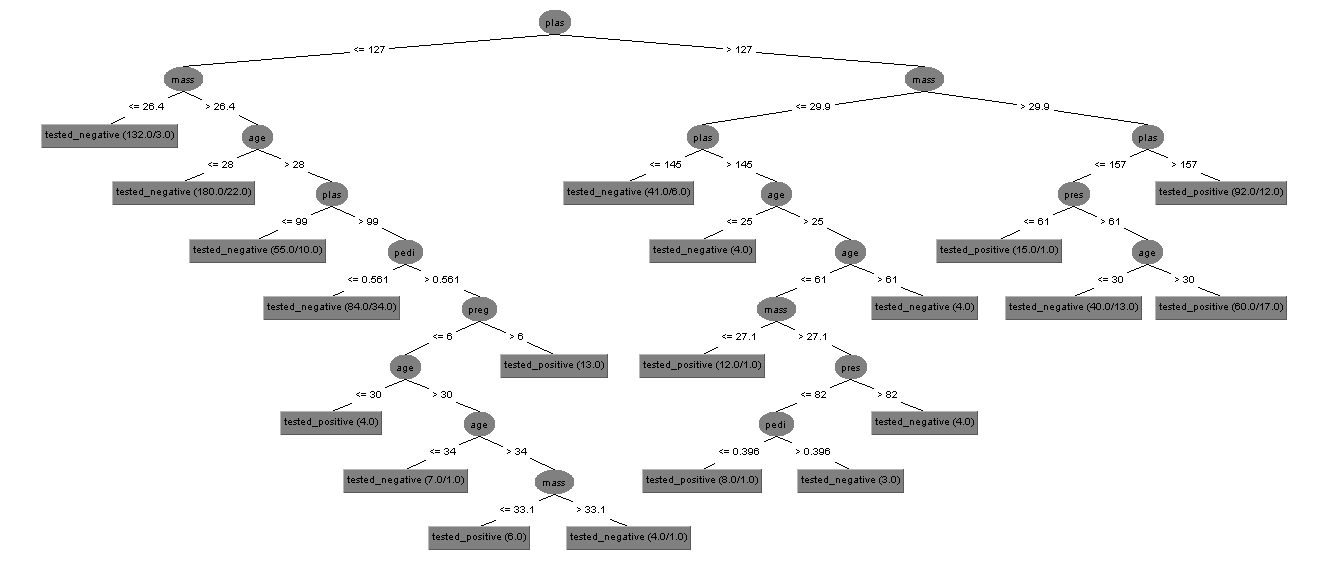 plas
<= 127
> 127
mass
mass
<= 26.4
> 26.4
<= 29.9
> 29.9
tested_negative (132.0/3.0)
age
plas
plas
<= 28
> 28
<= 145
> 145
<= 157
> 157
tested_negative (180.0/22.0)
plas
tested_negative (41.0/6.0)
age
pres
tested_positive (92.0/12.0)
<= 99
> 99
<= 25
> 25
<= 61
> 61
tested_negative (55.0/10.0)
pedi
tested_negative (4.0)
age
tested_positive (15.0/1.0)
age
<= 0.561
> 0.561
<= 61
> 61
<= 30
> 30
tested_negative (84.0/34.0)
preg
mass
tested_negative (4.0)
tested_negative (40.0/13.0)
tested_positive (60.0/17.0)
<= 6
> 6
<= 27.1
> 27.1
age
tested_positive (13.0)
tested_positive (12.0/1.0)
pres
<= 30
> 30
<= 82
> 82
tested_positive (4.0)
age
pedi
tested_negative (4.0)
<= 34
> 34
<= 0.396
> 0.396
tested_negative (7.0/1.0)
mass
tested_positive (8.0/1.0)
tested_negative (3.0)
<= 33.1
> 33.1
tested_positive (6.0)
tested_negative (4.0/1.0)